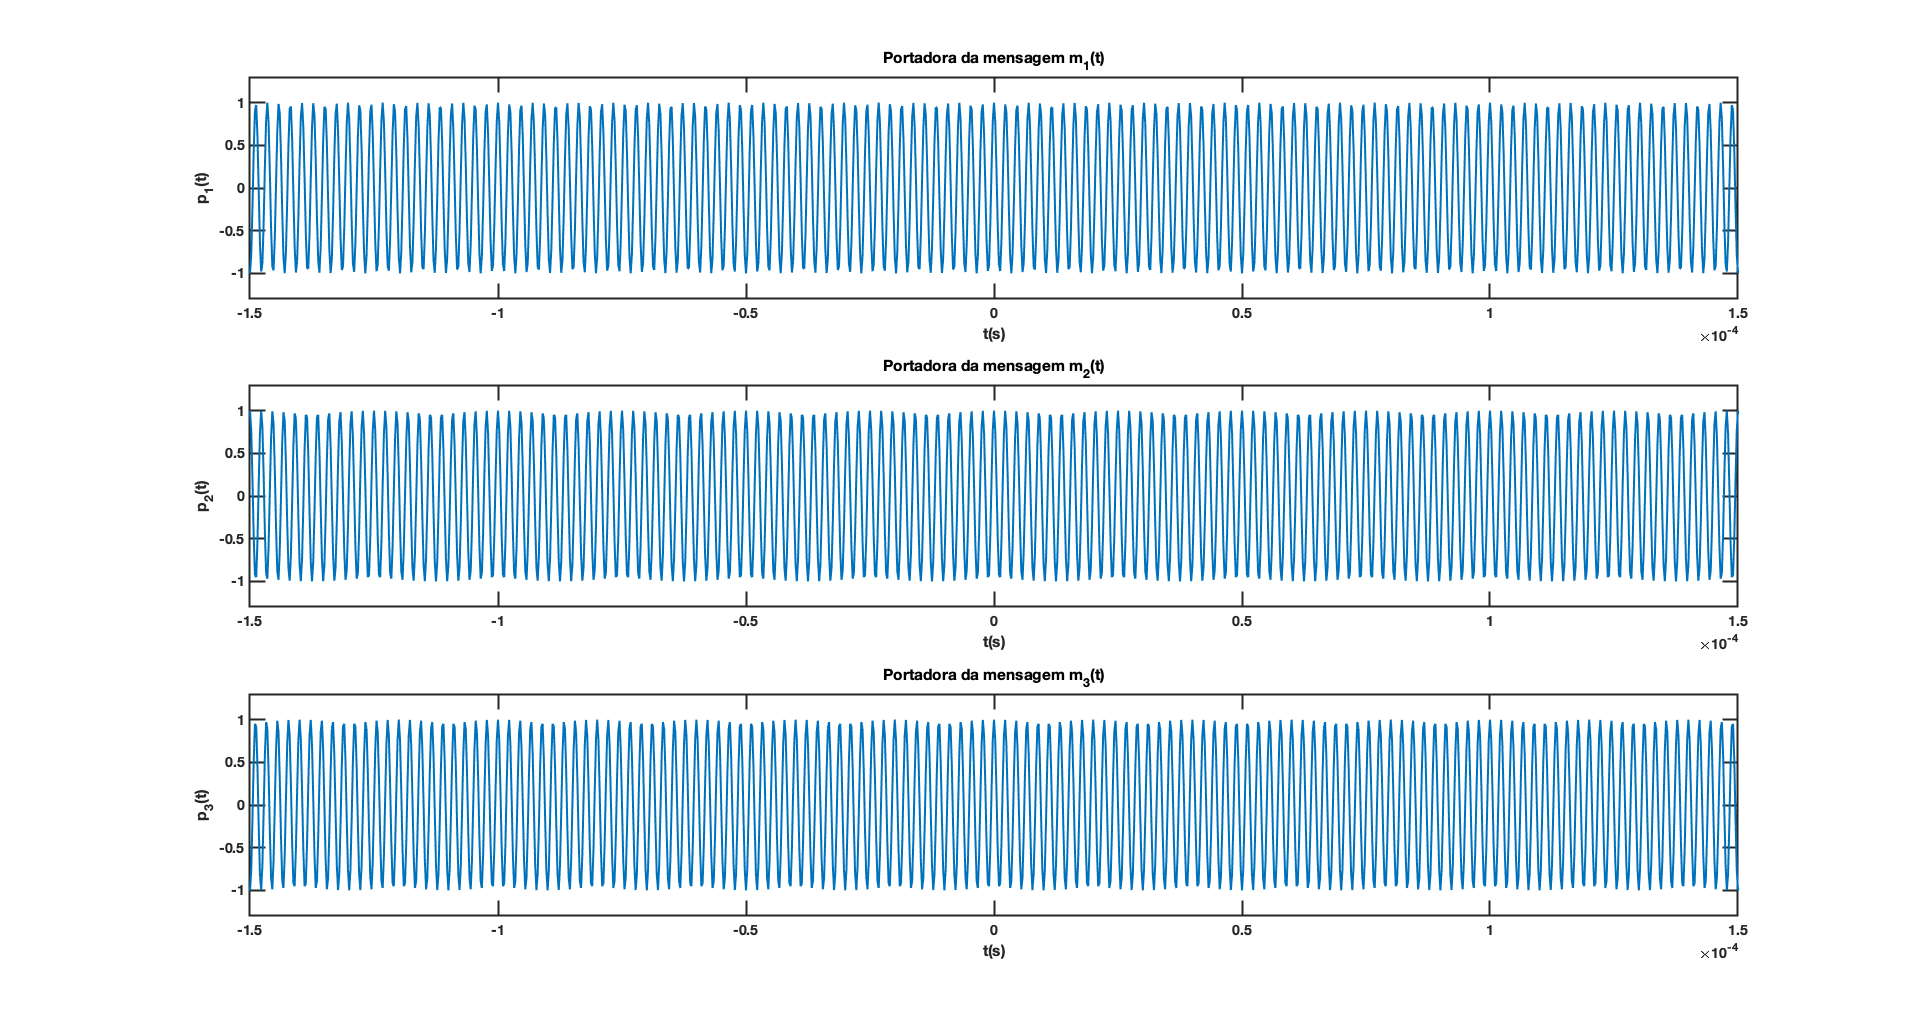 Portadora da mensagem m₁(t)
1
0.5
0
-0.5
-1
p₁(t)
-1.5 -1 -0.5 0 0.5 1 1.5
t(s)
×10⁻⁴
Portadora da mensagem m₂(t)
1
0.5
0
-0.5
-1
p₂(t)
-1.5 -1 -0.5 0 0.5 1 1.5
t(s)
×10⁻⁴
Portadora da mensagem m₃(t)
1
0.5
0
-0.5
-1
p₃(t)
-1.5 -1 -0.5 0 0.5 1 1.5
t(s)
×10⁻⁴